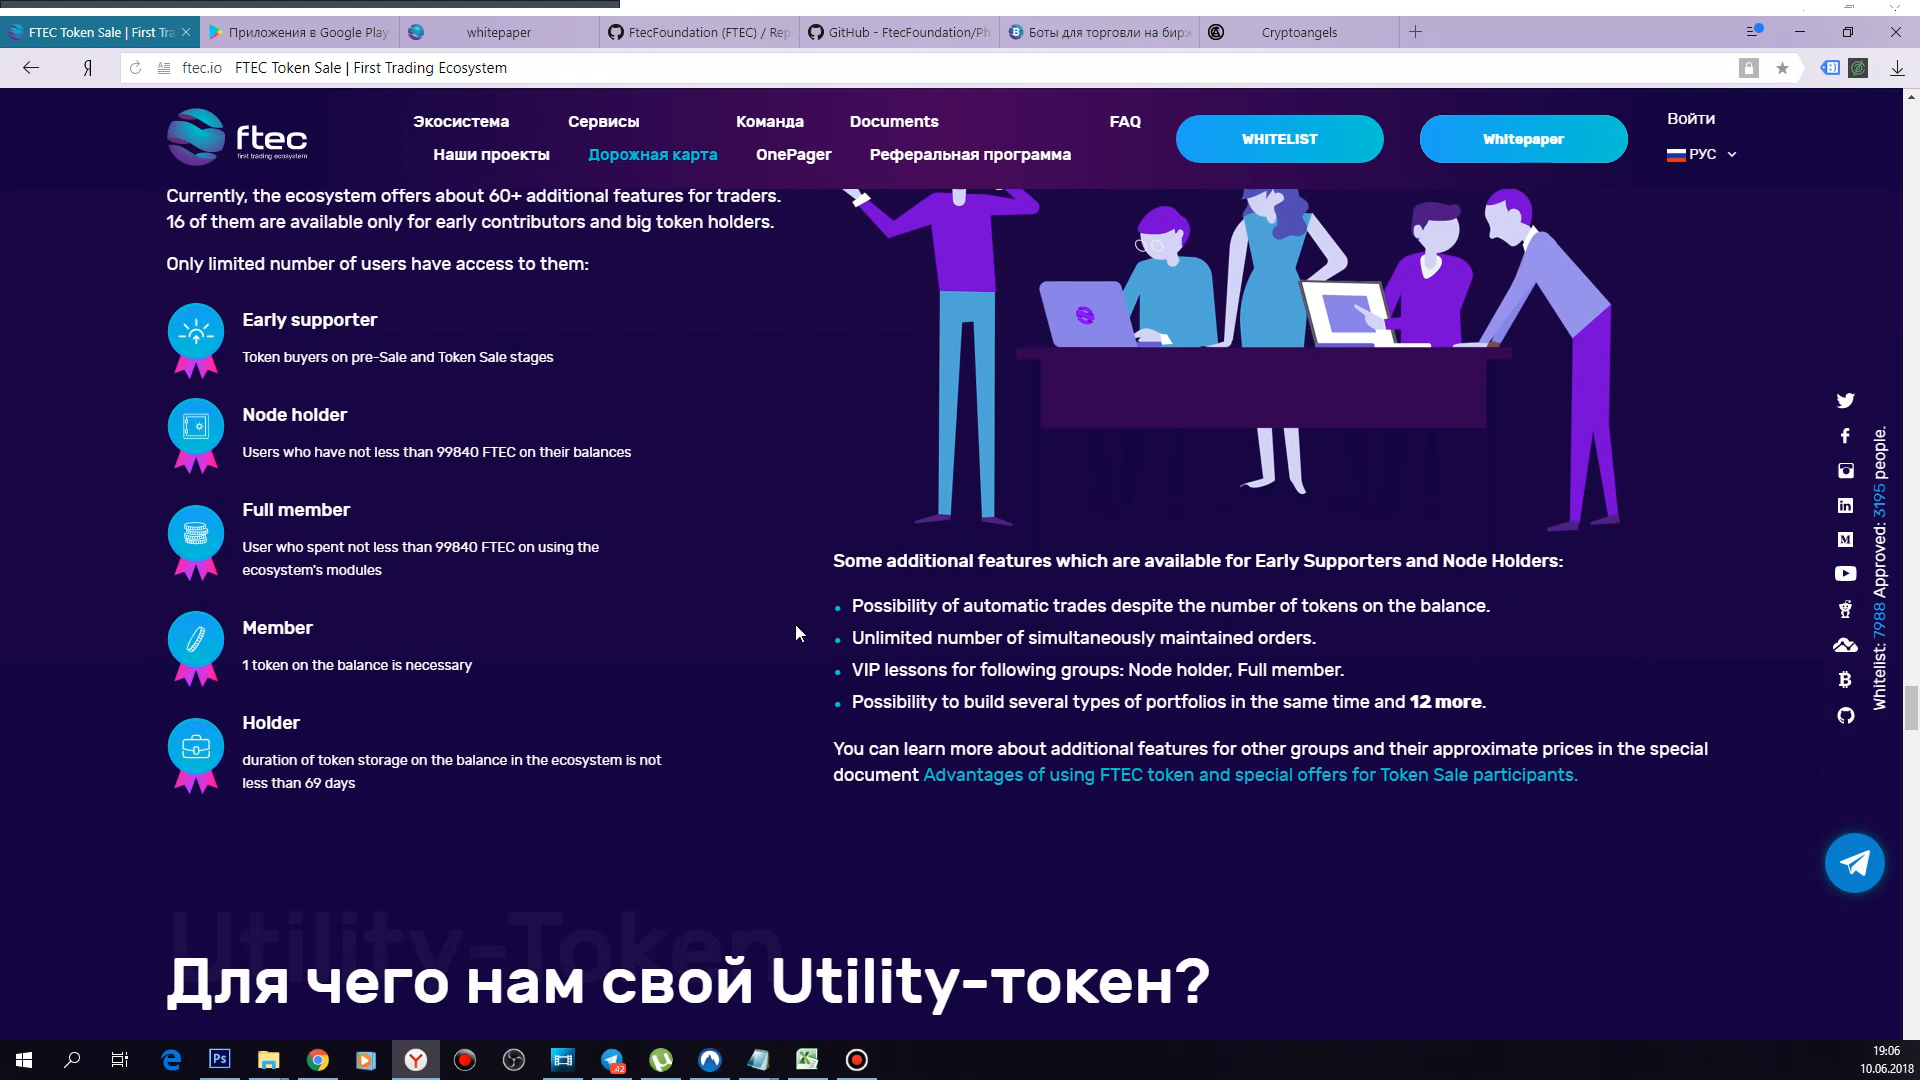 FTEC Token Sale | First Tra
Приложения в Google Play
whitepaper
FtecFoundation (FTEC) / Rep
GitHub - FtecFoundation/Ph
Боты для торговли на бирж
Cryptoangels
Я
ftec.io FTEC Token Sale | First Trading Ecosystem
ftec
first trading ecosystem
Экосистема
Сервисы
Команда
Documents
FAQ
Наши проекты
Дорожная карта
OnePager
Реферальная программа
WHITELIST
Whitepaper
Войти
РУС
Currently, the ecosystem offers about 60+ additional features for traders.
16 of them are available only for early contributors and big token holders.
Only limited number of users have access to them:
Early supporter
Token buyers on pre-Sale and Token Sale stages
Node holder
Users who have not less than 99840 FTEC on their balances
Full member
User who spent not less than 99840 FTEC on using the
ecosystem's modules
Member
1 token on the balance is necessary
Holder
duration of token storage on the balance in the ecosystem is not
less than 69 days
Some additional features which are available for Early Supporters and Node Holders:
Possibility of automatic trades despite the number of tokens on the balance.
Unlimited number of simultaneously maintained orders.
VIP lessons for following groups: Node holder, Full member.
Possibility to build several types of portfolios in the same time and 12 more.
You can learn more about additional features for other groups and their approximate prices in the special
document Advantages of using FTEC token and special offers for Token Sale participants.
Whitelist: 7988 Approved: 3195 people.
Utility-Token
Для чего нам свой Utility-токен?
Ps
42
19:06
10.06.2018